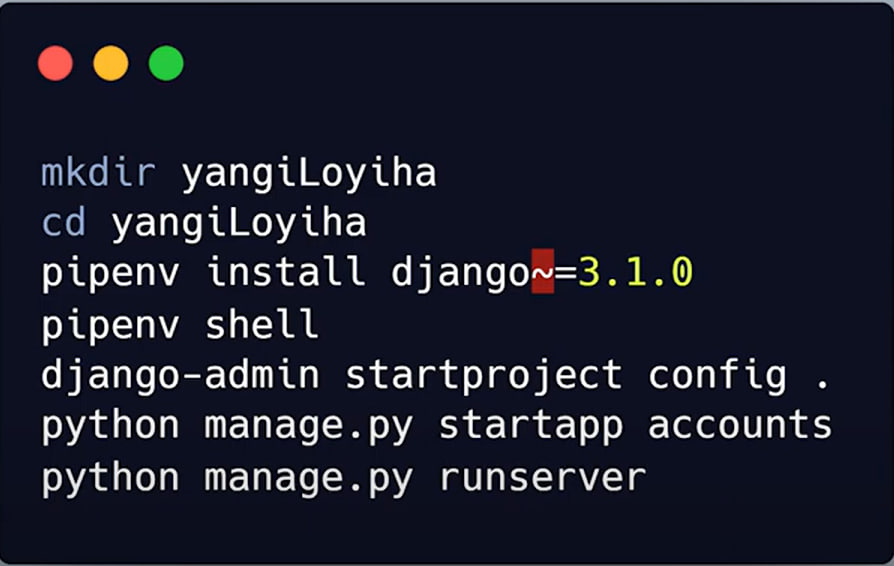 mkdir yangiLoyiha
cd yangiLoyiha
pipenv install django~=3.1.0
pipenv shell
django-admin startproject config .
python manage.py startapp accounts
python manage.py runserver